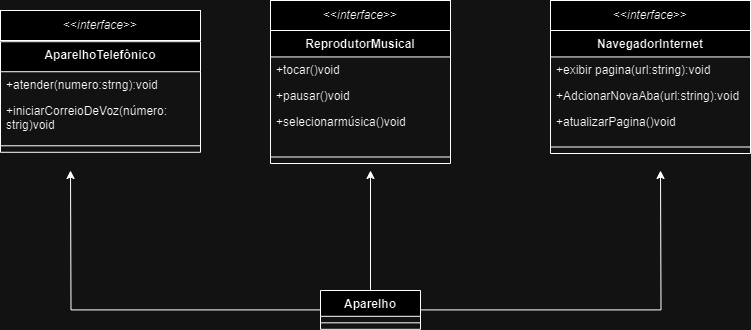 <<interface>>
AparelhoTelefônico
+atender(numero:strng):void
+iniciarCorreioDeVoz(número:
strig)void
<<interface>>
ReprodutorMusical
+tocar()void
+pausar()void
+selecionarmúsica()void
<<interface>>
NavegadorInternet
+exibir pagina(url:string):void
+AdcionarNovaAba(url:string):void
+atualizarPagina()void
Aparelho